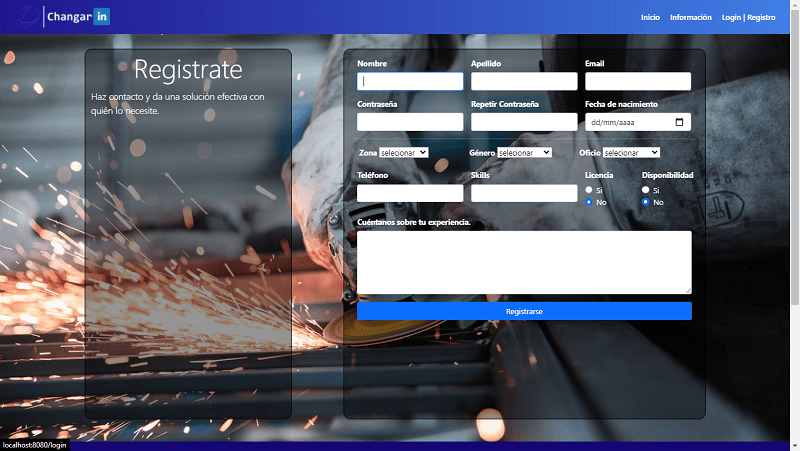 Changar in
Inicio Información Login | Registro
Registrate
Haz contacto y da una solución efectiva con
quién lo necesite.
Nombre Apellido Email
Contraseña Repetir Contraseña Fecha de nacimiento
dd/mm/aaaa
Zona selecionar Género selecionar Oficio selecionar
Teléfono Skills Licencia Disponibilidad
Si Si
No No
Cuéntanos sobre tu experiencia.
Registrarse
localhost:8080/login